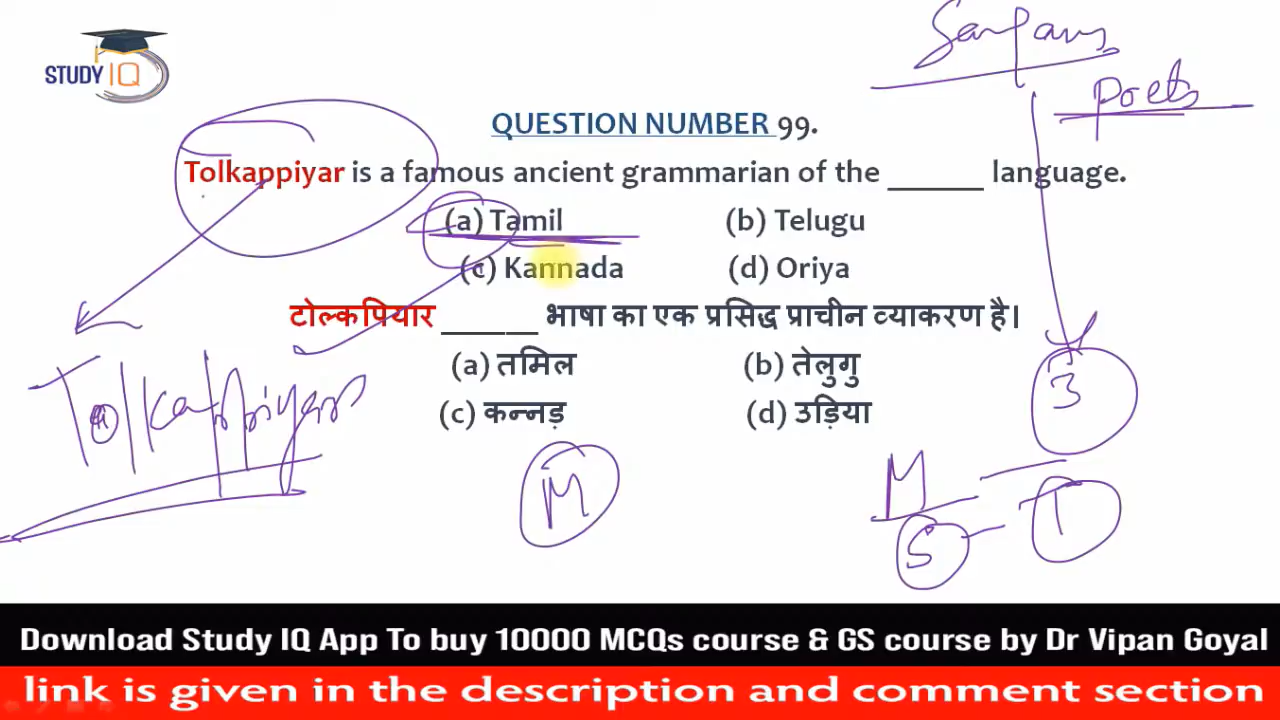 Sangam
Poets
STUDY IQ
QUESTION NUMBER 99.
Tolkappiyar is a famous ancient grammarian of the ______ language.
(a) Tamil (b) Telugu
(c) Kannada (d) Oriya
टोल्कपियार ______ भाषा का एक प्रसिद्ध प्राचीन व्याकरण है।
(a) तमिल (b) तेलुगु
(c) कन्नड़ (d) उड़िया
3
M
M
S - T
Download Study IQ App To buy 10000 MCQs course & GS course by Dr Vipan Goyal
link is given in the description and comment section